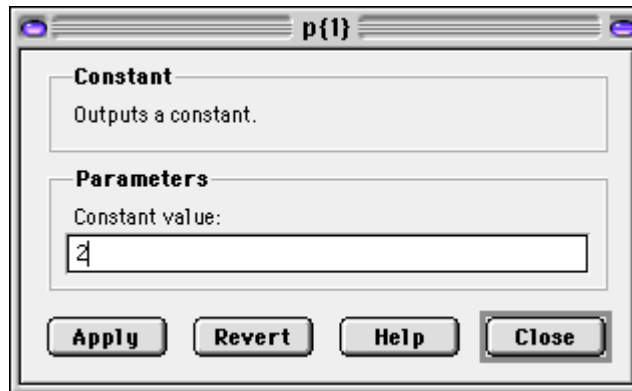 p{1}
Constant
Outputs a constant.
Parameters
Constant value:
2
Apply Revert Help Close